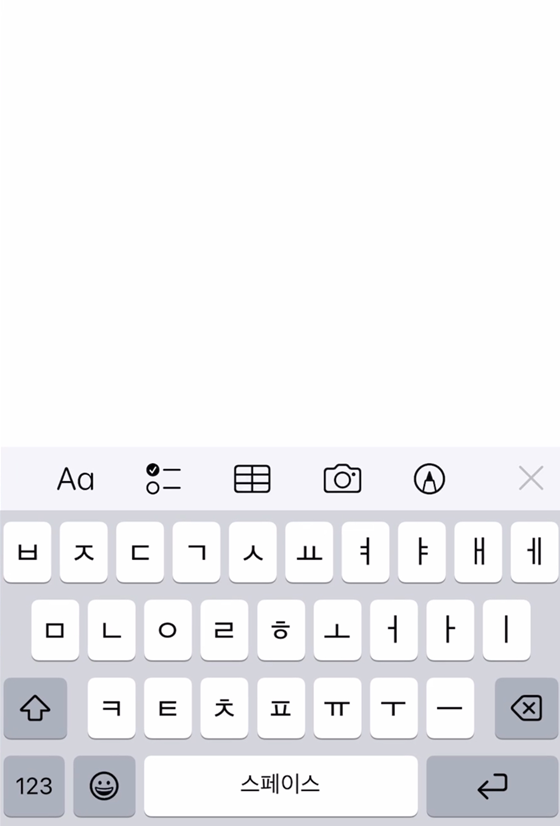 Aa
ㅂ ㅈ ㄷ ㄱ ㅅ ㅛ ㅕ ㅑ ㅐ ㅔ
ㅁ ㄴ ㅇ ㄹ ㅎ ㅗ ㅓ ㅏ ㅣ
ㅋ ㅌ ㅊ ㅍ ㅠ ㅜ ㅡ
123 스페이스